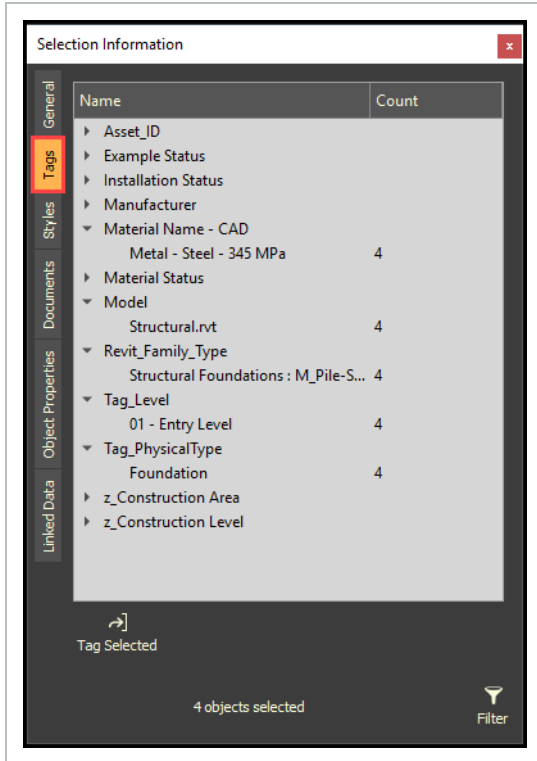 Selection Information
x
General
Tags
Styles
Documents
Object Properties
Linked Data
Name Count
Asset_ID
Example Status
Installation Status
Manufacturer
Material Name - CAD
Metal - Steel - 345 MPa 4
Material Status
Model
Structural.rvt 4
Revit_Family_Type
Structural Foundations : M_Pile-S... 4
Tag_Level
01 - Entry Level 4
Tag_PhysicalType
Foundation 4
z_Construction Area
z_Construction Level
Tag Selected
4 objects selected
Filter